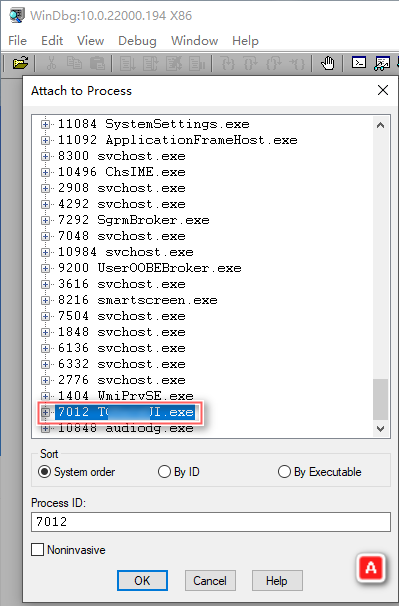 WinDbg:10.0.22000.194 X86
File Edit View Debug Window Help
Attach to Process
11084 SystemSettings.exe
11092 ApplicationFrameHost.exe
8300 svchost.exe
10496 ChsIME.exe
2908 svchost.exe
4292 svchost.exe
7292 SgrmBroker.exe
7048 svchost.exe
10984 svchost.exe
9200 UserOOBEBroker.exe
3616 svchost.exe
8216 smartscreen.exe
7504 svchost.exe
1848 svchost.exe
6136 svchost.exe
6332 svchost.exe
2776 svchost.exe
1404 WmiPrvSE.exe
7012
10848 audiodg.exe
Sort
System order By ID By Executable
Process ID:
7012
Noninvasive
OK Cancel Help
A